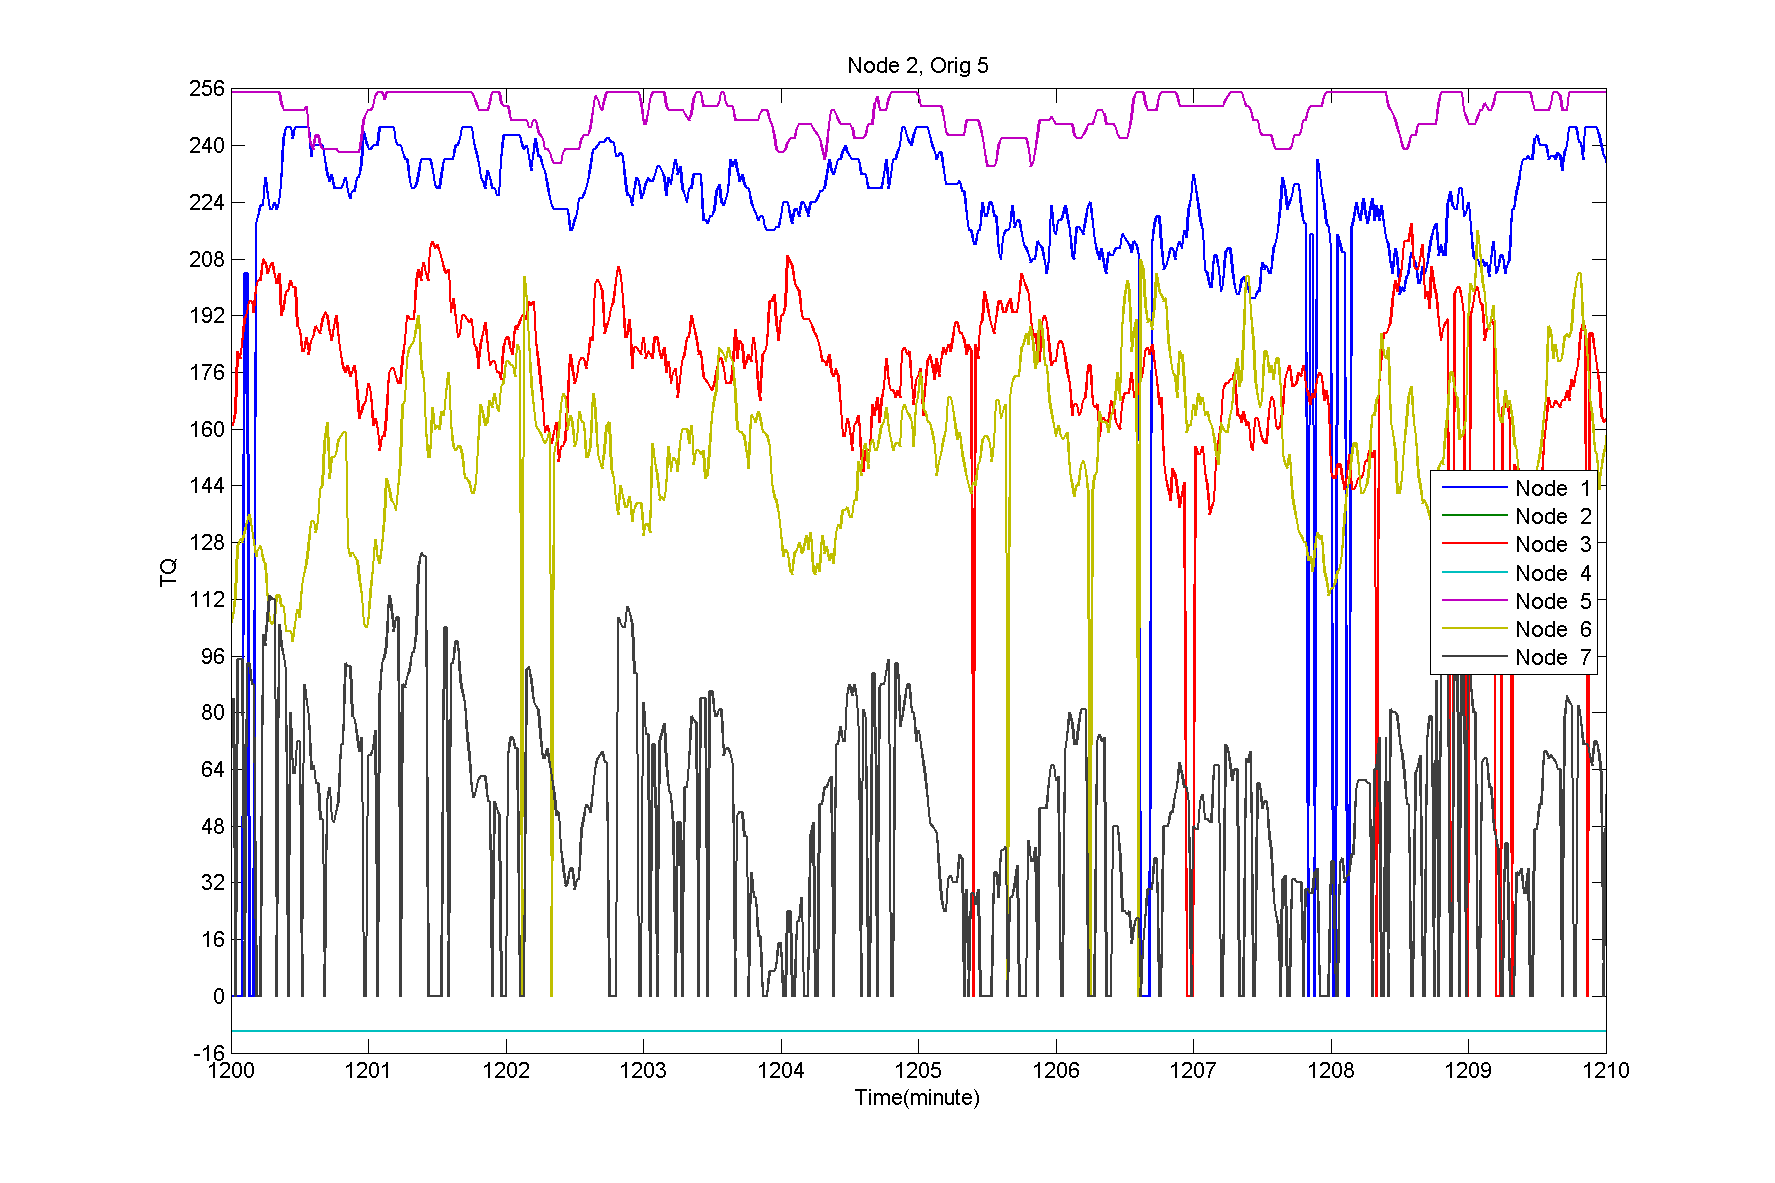 Node 2, Orig 5
256
240
224
208
192
176
160
144
128
112
96
80
64
48
32
16
0
-16
TQ
Node 1
Node 2
Node 3
Node 4
Node 5
Node 6
Node 7
1200 1201 1202 1203 1204 1205 1206 1207 1208 1209 1210
Time(minute)